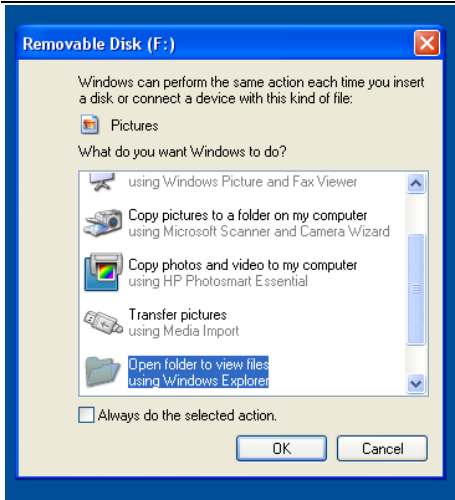 Removable Disk (F:)
Windows can perform the same action each time you insert
a disk or connect a device with this kind of file:
Pictures
What do you want Windows to do?
using Windows Picture and Fax Viewer
Copy pictures to a folder on my computer
using Microsoft Scanner and Camera Wizard
Copy photos and video to my computer
using HP Photosmart Essential
Transfer pictures
using Media Import
Open folder to view files
using Windows Explorer
Always do the selected action.
OK
Cancel